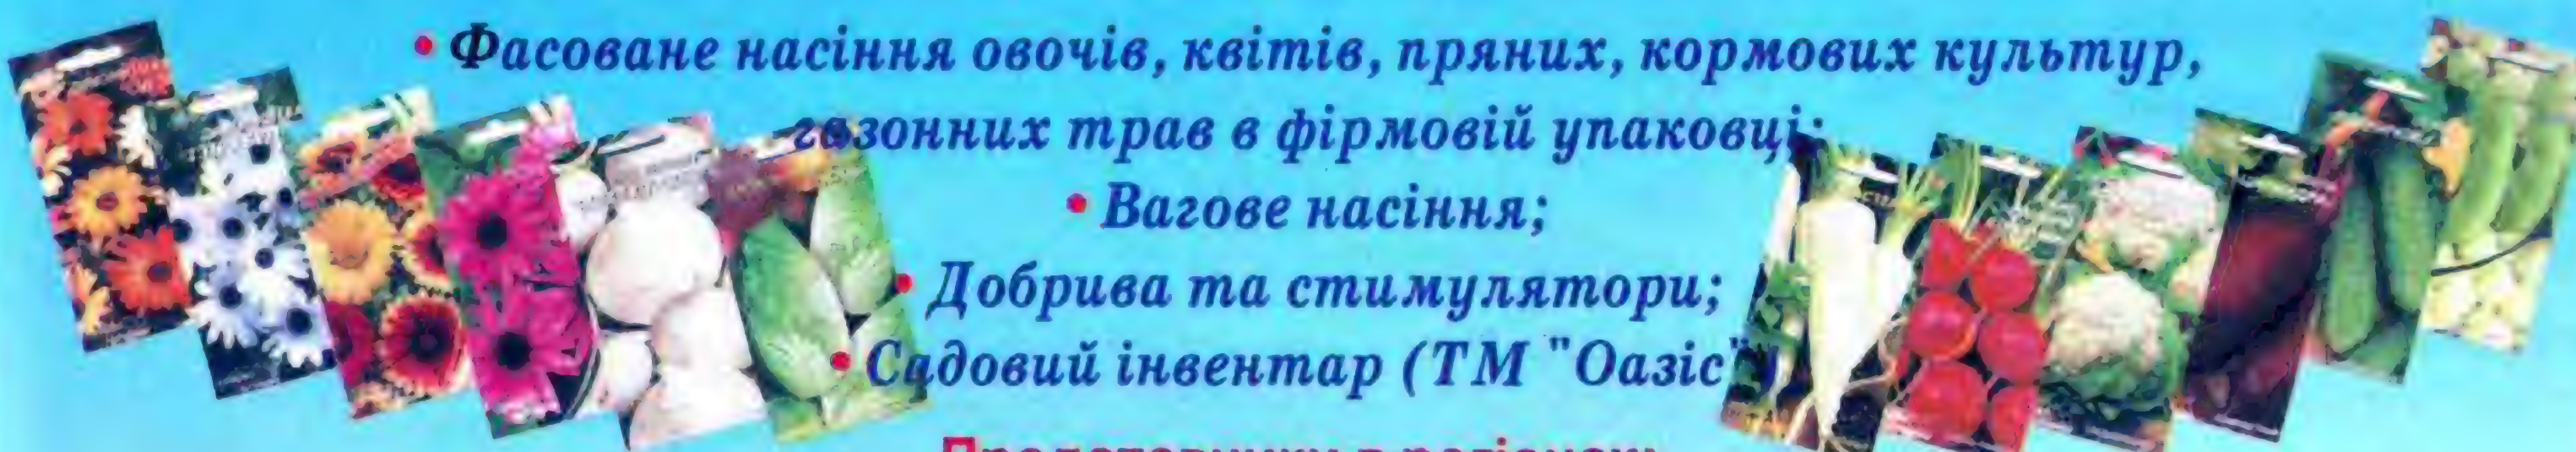 • Фасоване насіння овочів, квітів, пряних, кормових культур,
газонних трав в фірмовій упаковці;
• Вагове насіння;
• Добрива та стимулятори;
• Садовий інвентар (ТМ "Оазіс")